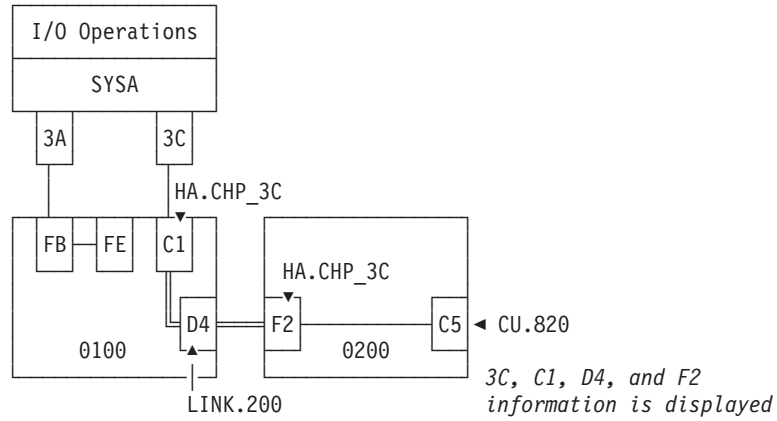 I/O Operations
SYSA
3A 3C
HA.CHP_3C
FB FE C1
HA.CHP_3C
D4 F2 C5 CU.820
0100 0200
3C, C1, D4, and F2
LINK.200 information is displayed